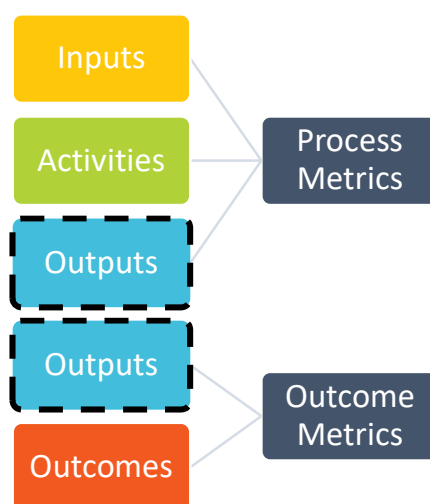 Inputs
Activities
Process
Metrics
Outputs
Outputs
Outcome
Metrics
Outcomes